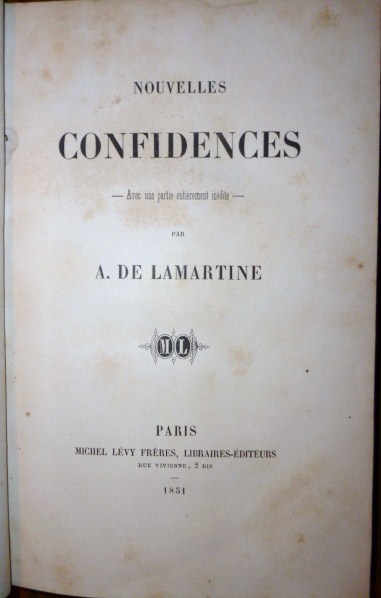 NOUVELLES
CONFIDENCES
— Avec une partie entièrement inédite —
PAR
A. DE LAMARTINE
ML
PARIS
MICHEL LÉVY FRÈRES, LIBRAIRES-ÉDITEURS
RUE VIVIENNE, 2 BIS
—
1851